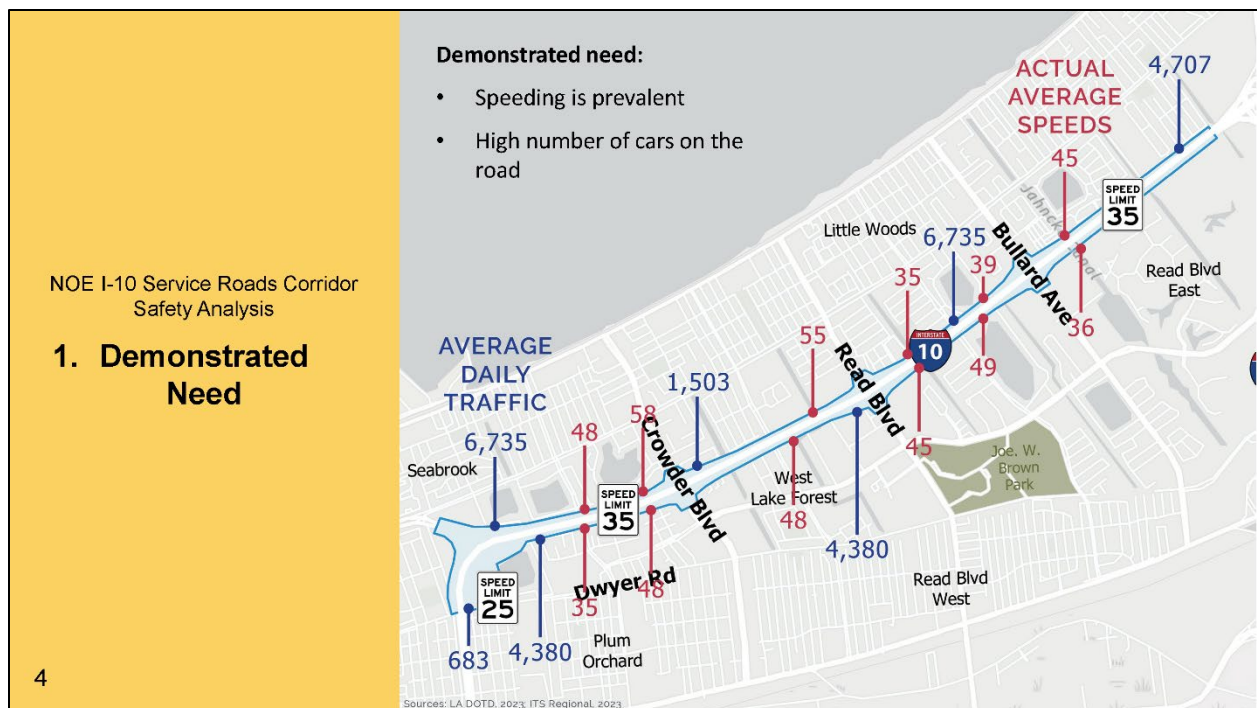 NOE I-10 Service Roads Corridor
Safety Analysis
1. Demonstrated
Need
4
Demonstrated need:
• Speeding is prevalent
• High number of cars on the
road
ACTUAL
AVERAGE
SPEEDS
4,707
45
SPEED
LIMIT
35
Jahncke Canal
Little Woods
6,735
39
Bullard Ave
Read Blvd
East
35
36
INTERSTATE
10
49
55
Read Blvd
AVERAGE
DAILY
TRAFFIC
1,503
58
45
Joe. W.
Brown
Park
6,735
48
Crowder Blvd
Seabrook
West
Lake Forest
48
4,380
SPEED
LIMIT
35
Dwyer Rd
48
35
SPEED
LIMIT
25
Read Blvd
West
683
4,380
Plum
Orchard
Sources: LA DOTD, 2023; ITS Regional, 2023